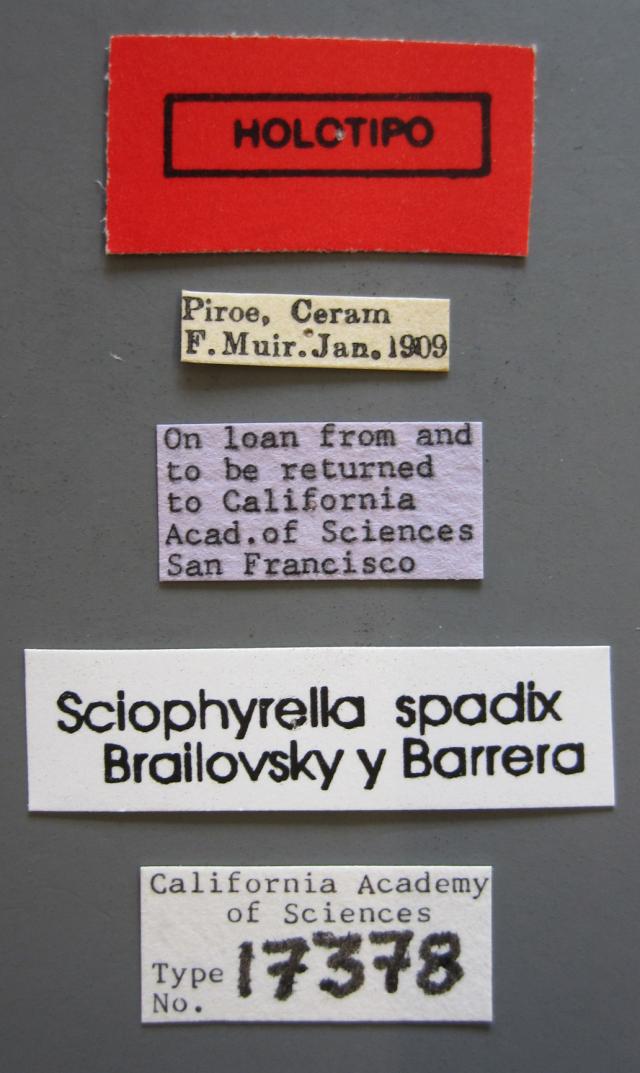 HOLOTIPO
Piroe, Ceram
F. Muir. Jan. 1909
On loan from and
to be returned
to California
Acad. of Sciences
San Francisco
Sciophyrella spadix
Brailovsky y Barrera
California Academy
of Sciences
Type
No. 17378